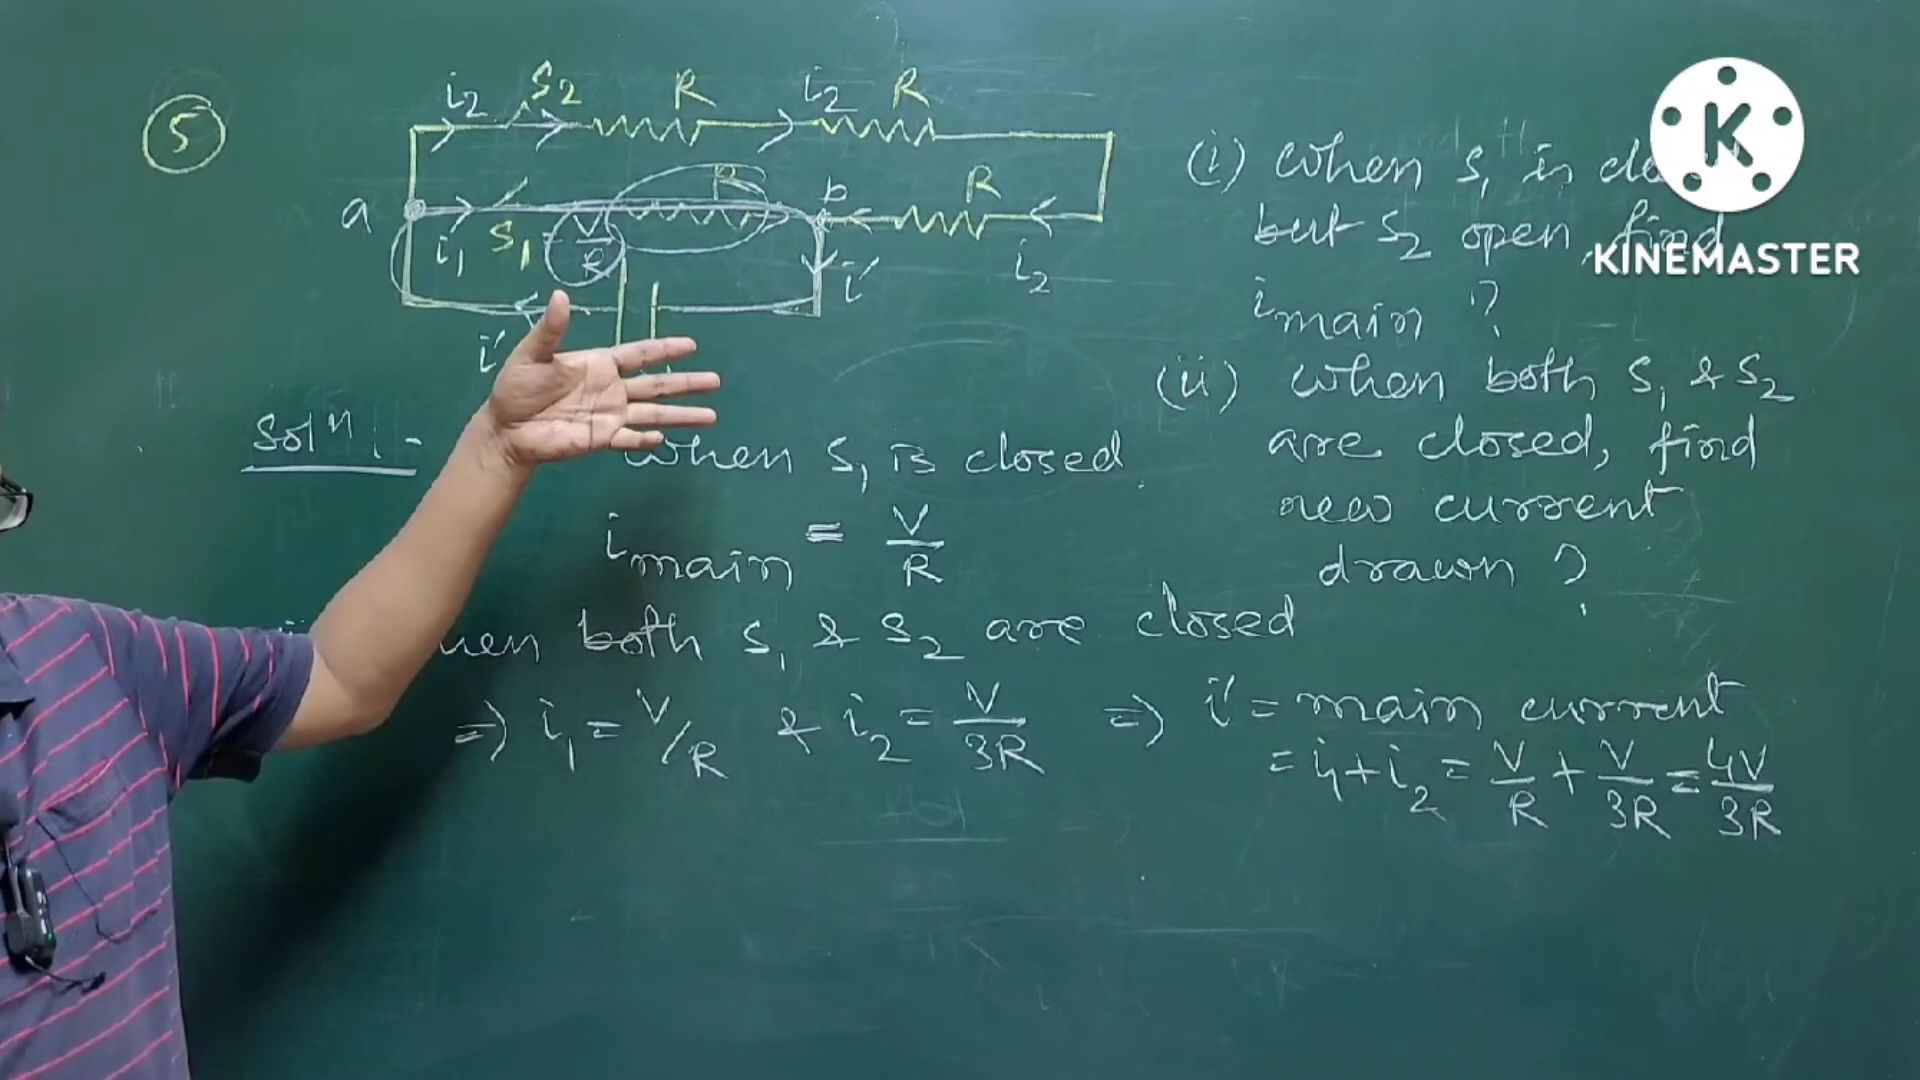 5
i2 S2 R i2 R
a i1 S1 V/R R b R i2
i' i'
(i) When S1 is
but S2 open, find
imain ?
(ii) When both S1 & S2
are closed, find
new current
drawn ?
KINEMASTER
Soln :-
When S1 is closed
imain = V/R
both S1 & S2 are closed
=> i1 = V/R & i2 = V/3R => i' = main current
= i1 + i2 = V/R + V/3R = 4V/3R